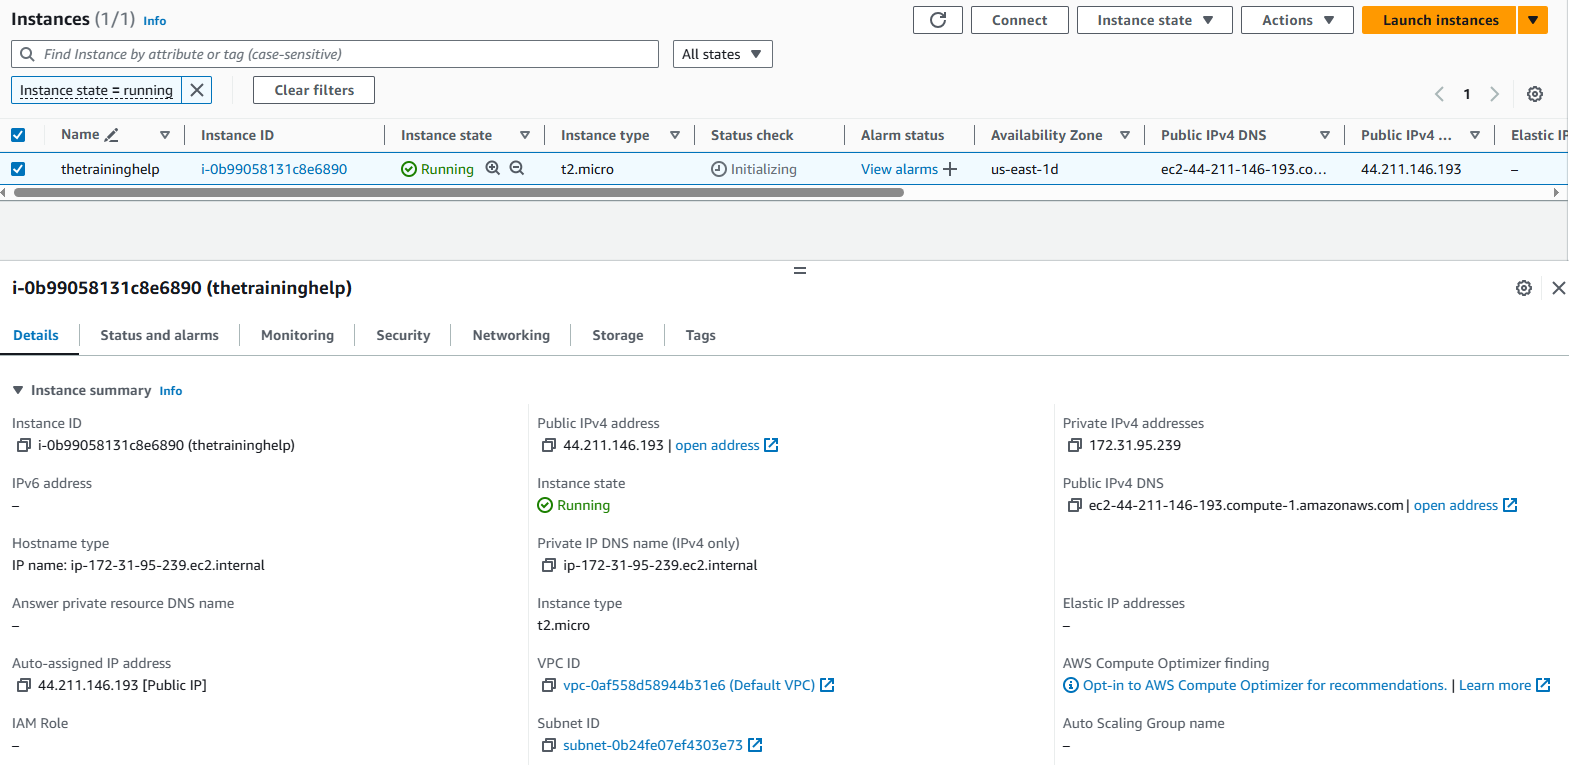 Instances (1/1) Info
Connect
Instance state
Actions
Launch instances
Find Instance by attribute or tag (case-sensitive)
All states
Instance state = running
Clear filters
1
Name Instance ID Instance state Instance type Status check Alarm status Availability Zone Public IPv4 DNS Public IPv4 ... Elastic IP
thetraininghelp i-0b99058131c8e6890 Running t2.micro Initializing View alarms us-east-1d ec2-44-211-146-193.co... 44.211.146.193 –
i-0b99058131c8e6890 (thetraininghelp)
Details Status and alarms Monitoring Security Networking Storage Tags
Instance summary Info
Instance ID Public IPv4 address Private IPv4 addresses
i-0b99058131c8e6890 (thetraininghelp) 44.211.146.193 | open address 172.31.95.239
IPv6 address Instance state Public IPv4 DNS
– Running ec2-44-211-146-193.compute-1.amazonaws.com | open address
Hostname type Private IP DNS name (IPv4 only)
IP name: ip-172-31-95-239.ec2.internal ip-172-31-95-239.ec2.internal
Answer private resource DNS name Instance type Elastic IP addresses
– t2.micro –
Auto-assigned IP address VPC ID AWS Compute Optimizer finding
44.211.146.193 [Public IP] vpc-0af558d58944b31e6 (Default VPC) Opt-in to AWS Compute Optimizer for recommendations. | Learn more
IAM Role Subnet ID Auto Scaling Group name
– subnet-0b24fe07ef4303e73 –